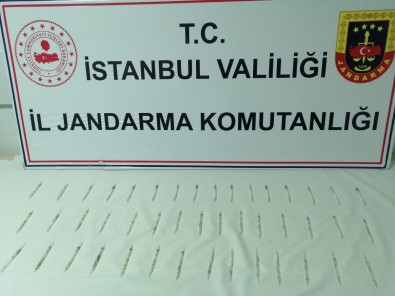 T.C.
İSTANBUL VALİLİĞİ
İL JANDARMA KOMUTANLIĞI
JANDARMA